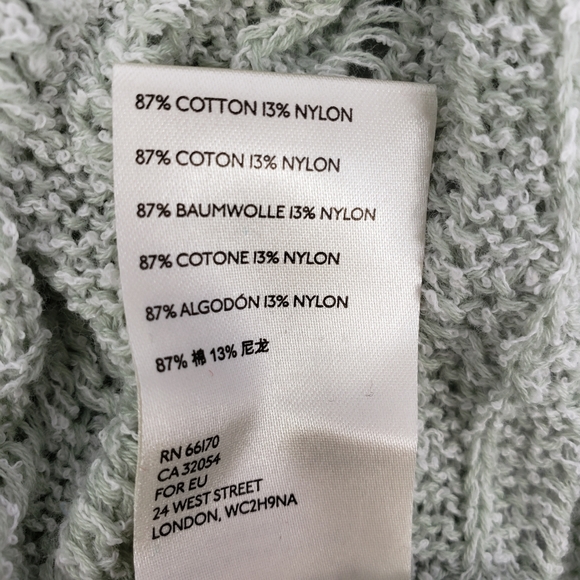 87% COTTON 13% NYLON
87% COTON 13% NYLON
87% BAUMWOLLE 13% NYLON
87% COTONE 13% NYLON
87% ALGODÓN 13% NYLON
87% 棉 13% 尼龙
RN 66170
CA 32054
FOR EU
24 WEST STREET
LONDON, WC2H9NA